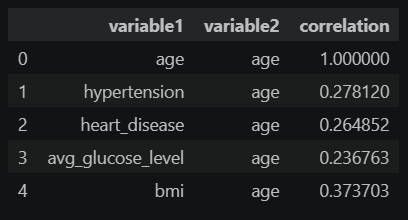 variable1 variable2 correlation
0 age age 1.000000
1 hypertension age 0.278120
2 heart_disease age 0.264852
3 avg_glucose_level age 0.236763
4 bmi age 0.373703